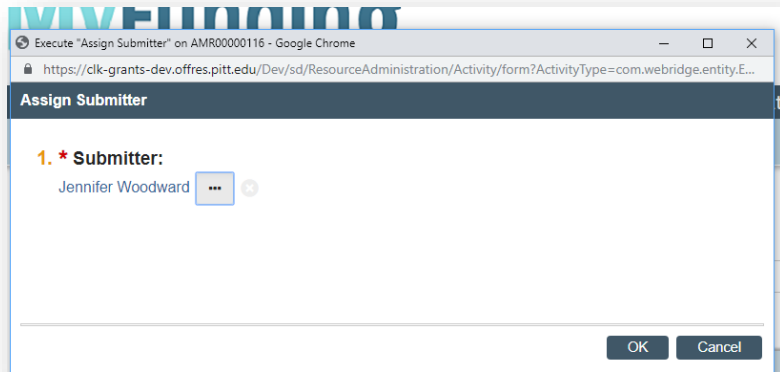 MyFunding
Execute "Assign Submitter" on AMR00000116 - Google Chrome
https://clk-grants-dev.offres.pitt.edu/Dev/sd/ResourceAdministration/Activity/form?ActivityType=com.webridge.entity.E...
Assign Submitter
1. * Submitter:
Jennifer Woodward ...
OK Cancel